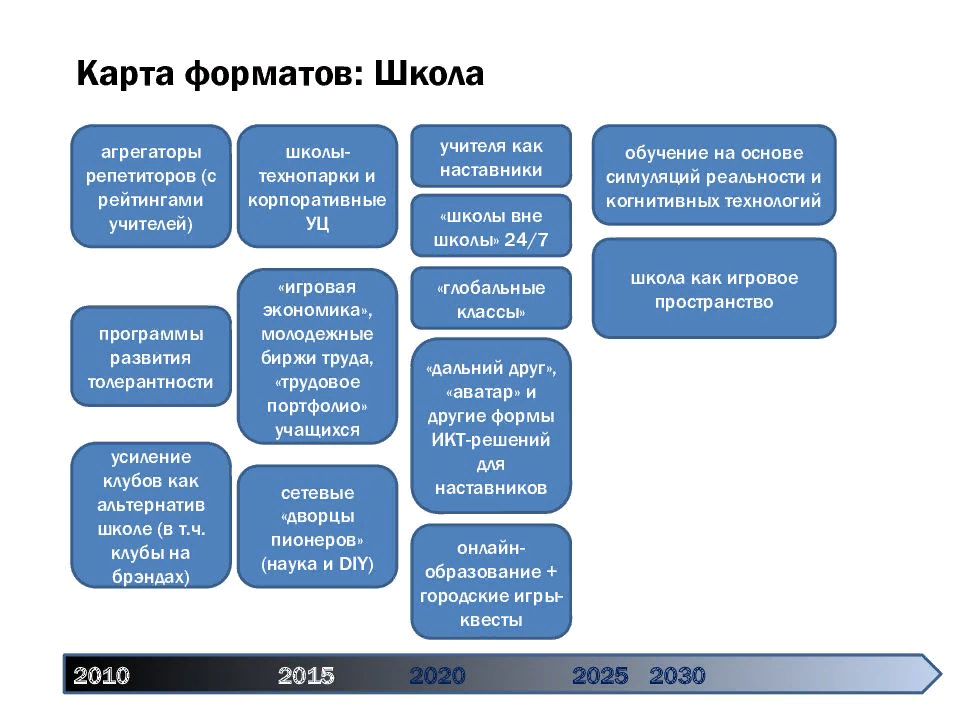 Карта форматов: Школа
агрегаторы
репетиторов (с
рейтингами
учителей)
программы
развития
толерантности
усиление
клубов как
альтернатив
школе (в т.ч.
клубы на
брэндах)
школы-
технопарки и
корпоративные
УЦ
«игровая
экономика»,
молодежные
биржи труда,
«трудовое
портфолио»
учащихся
сетевые
«дворцы
пионеров»
(наука и DIY)
учителя как
наставники
«школы вне
школы» 24/7
«глобальные
классы»
«дальний друг»,
«аватар» и
другие формы
ИКТ-решений
для
наставников
онлайн-
образование +
городские игры-
квесты
обучение на основе
симуляций реальности и
когнитивных технологий
школа как игровое
пространство
2010 2015 2020 2025 2030